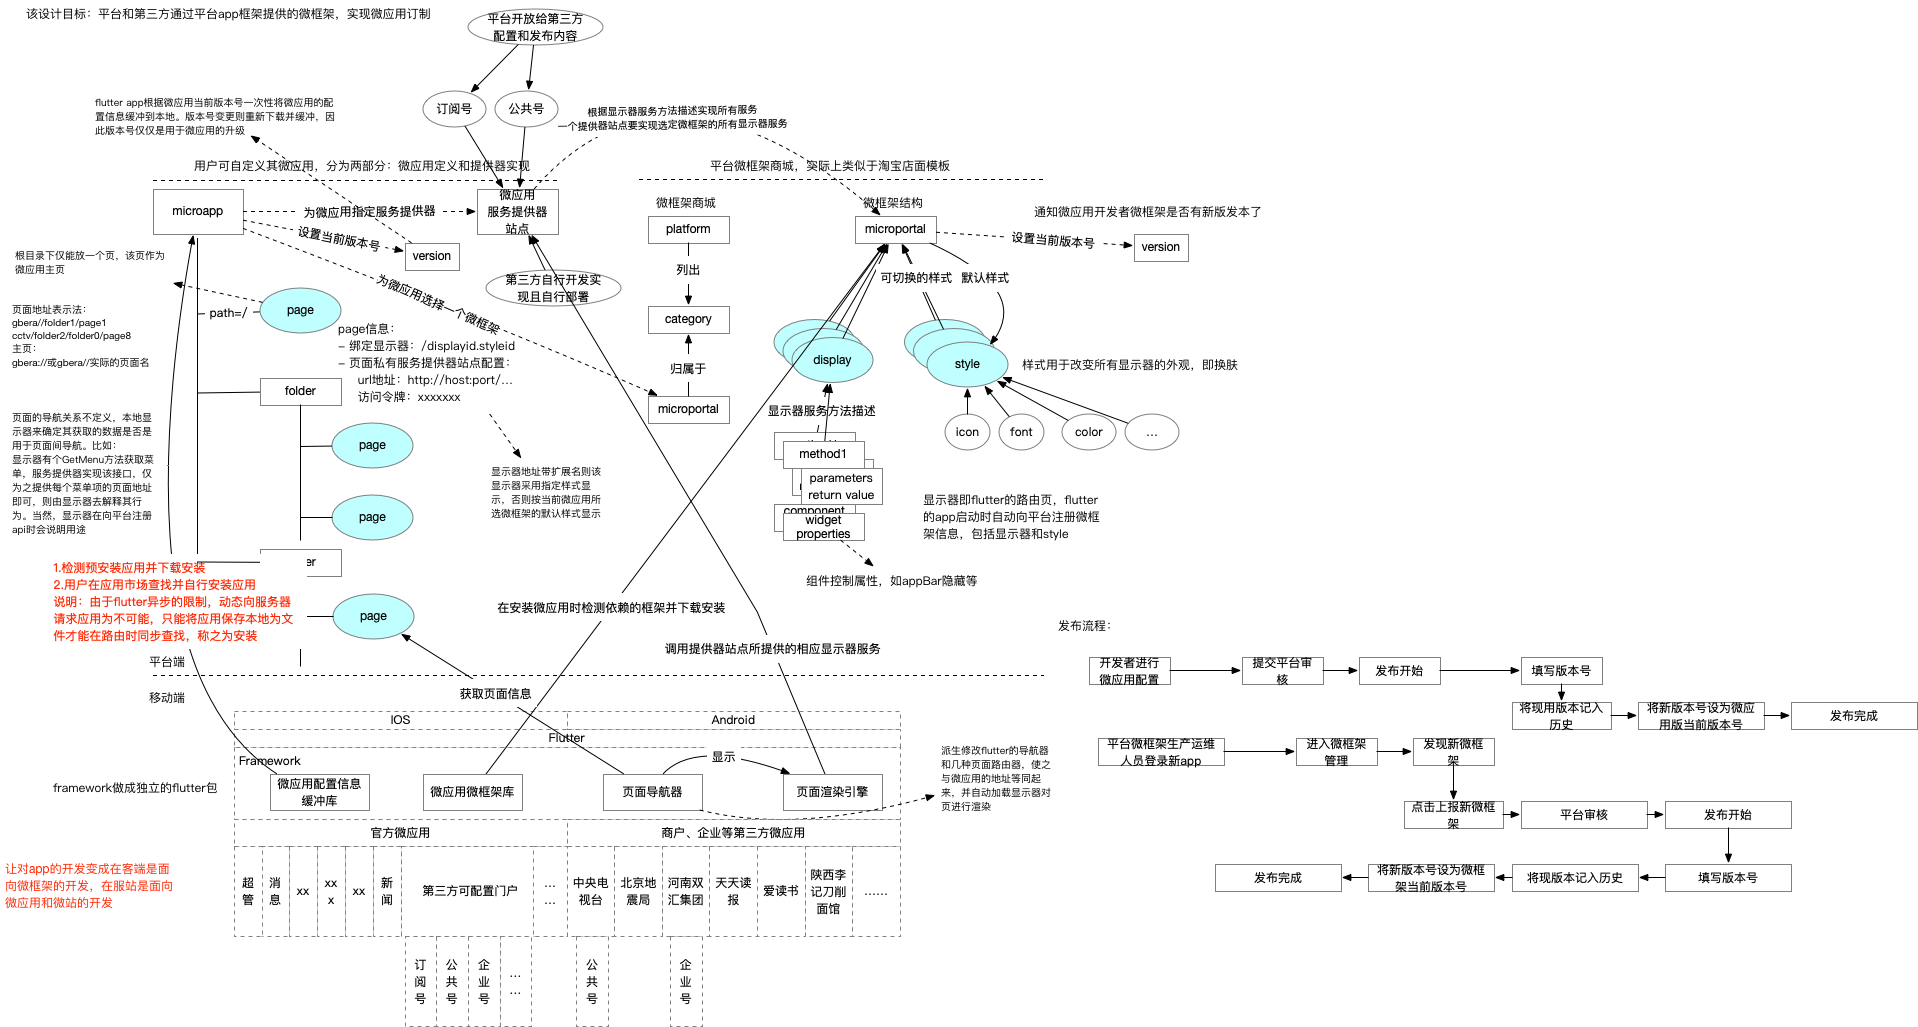 该设计目标：平台和第三方通过平台app框架提供的微框架，实现微应用订制
平台开放给第三方
配置和发布内容
订阅号
公共号
flutter app根据微应用当前版本号一次性将微应用的配
置信息缓冲到本地。版本号变更则重新下载并缓冲，因
此版本号仅仅是用于微应用的升级
根据显示器服务方法描述实现所有服务
一个提供器站点要实现选定微框架的所有显示器服务
用户可自定义其微应用，分为两部分：微应用定义和提供器实现
平台微框架商城，实际上类似于淘宝店面模板
microapp
为微应用指定服务提供器
微应用
服务提供器
站点
设置当前版本号
version
微框架商城
platform
列出
category
归属于
microportal
微框架结构
microportal
通知微应用开发者微框架是否有新版发本了
设置当前版本号
version
根目录下仅能放一个页，该页作为
微应用主页
第三方自行开发实
现且自行部署
为微应用选择一个微框架
可切换的样式
默认样式
path=/
page
页面地址表示法：
gbera//folder1/page1
cctv/folder2/folder0/page8
主页：
gbera://或gbera//实际的页面名
page信息：
- 绑定显示器：/displayid.styleid
- 页面私有服务提供器站点配置：
url地址：http://host:port/...
访问令牌：xxxxxxx
display
style
样式用于改变所有显示器的外观，即换肤
folder
icon
font
color
...
显示器服务方法描述
method1
parameters
return value
component
widget
properties
页面的导航关系不定义，本地显
示器来确定其获取的数据是否是
用于页面间导航。比如：
显示器有个GetMenu方法获取菜
单，服务提供器实现该接口，仅
为之提供每个菜单项的页面地址
即可，则由显示器去解释其行
为。当然，显示器在向平台注册
api时会说明用途
page
显示器地址带扩展名则该
显示器采用指定样式显
示，否则按当前微应用所
选微框架的默认样式显示
显示器即flutter的路由页，flutter
的app启动时自动向平台注册微框
架信息，包括显示器和style
page
er
组件控制属性，如appBar隐藏等
1.检测预安装应用并下载安装
2.用户在应用市场查找并自行安装应用
说明：由于flutter异步的限制，动态向服务器
请求应用为不可能，只能将应用保存本地为文
件才能在路由时同步查找，称之为安装
page
在安装微应用时检测依赖的框架并下载安装
调用提供器站点所提供的相应显示器服务
平台端
移动端
获取页面信息
IOS
Android
Flutter
Framework
显示
微应用配置信息
缓冲库
微应用微框架库
页面导航器
页面渲染引擎
framework做成独立的flutter包
派生修改flutter的导航器
和几种页面路由器，使之
与微应用的地址等同起
来，并自动加载显示器对
页进行渲染
官方微应用
商户、企业等第三方微应用
让对app的开发变成在客端是面
向微框架的开发，在服站是面向
微应用和微站的开发
超
管
消
息
xx
xx
x
xx
新
闻
第三方可配置门户
...
...
中央电
视台
北京地
震局
河南双
汇集团
天天读
报
爱读书
陕西李
记刀削
面馆
......
订
阅
号
公
共
号
企
业
号
...
...
公
共
号
企
业
号
发布流程：
开发者进行
微应用配置
提交平台审
核
发布开始
填写版本号
将现用版本记入
历史
将新版本号设为微应
用版当前版本号
发布完成
平台微框架生产运维
人员登录新app
进入微框架
管理
发现新微框
架
点击上报新微框
架
平台审核
发布开始
填写版本号
将现版本记入历史
将新版本号设为微框
架当前版本号
发布完成